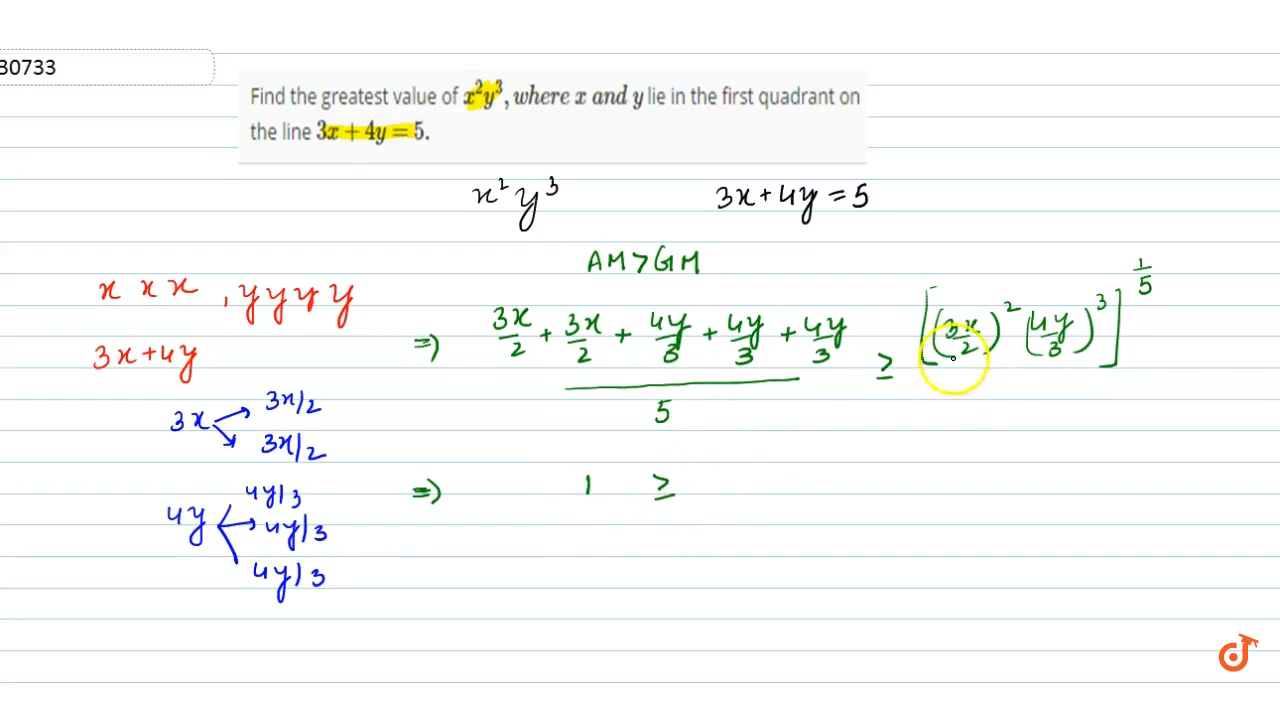 30733
Find the greatest value of x²y³, where x and y lie in the first quadrant on
the line 3x + 4y = 5.
x² y³ 3x+4y = 5
AM > GM
x x x , y y y y
3x+4y
3x 3x/2
3x/2
4y 4y/3
4y/3
4y/3
=) 3x/2 + 3x/2 + 4y/3 + 4y/3 + 4y/3 ≥ [(3x/2)² (4y/3)³]^1/5
5
=) 1 ≥